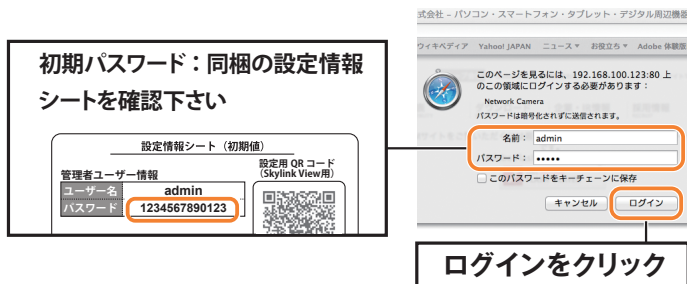 初期パスワード：同梱の設定情報
シートを確認下さい
設定情報シート（初期値）
管理者ユーザー情報
設定用 QR コード
(Skylink View用)
ユーザー名 admin
パスワード 1234567890123
式会社 - パソコン・スマートフォン・タブレット・デジタル周辺機器
ウィキペディア Yahoo! JAPAN ニュース▼ お役立ち▼ Adobe 体験版
このページを見るには、192.168.100.123:80 上
のこの領域にログインする必要があります：
Network Camera
パスワードは暗号化されずに送信されます。
名前： admin
パスワード： •••••
このパスワードをキーチェーンに保存
キャンセル ログイン
ログインをクリック